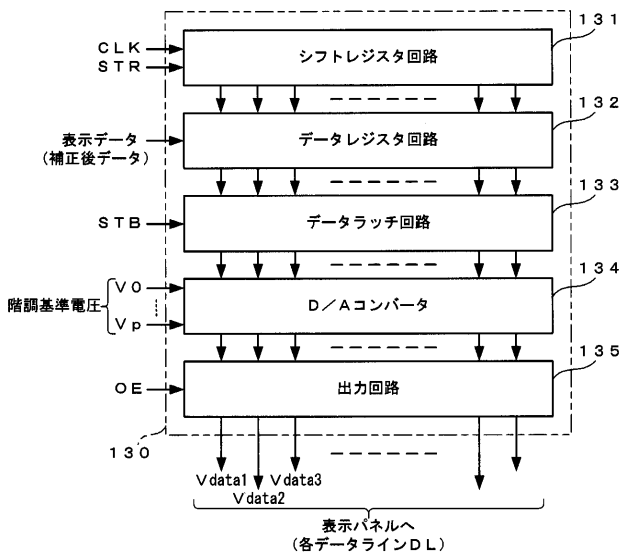 131
CLK
STR
シフトレジスタ回路
132
表示データ
(補正後データ)
データレジスタ回路
133
STB
データラッチ回路
134
階調基準電圧
V0
Vp
D/Aコンバータ
135
OE
出力回路
130
Vdata1
Vdata2
Vdata3
表示パネルへ
(各データラインDL)